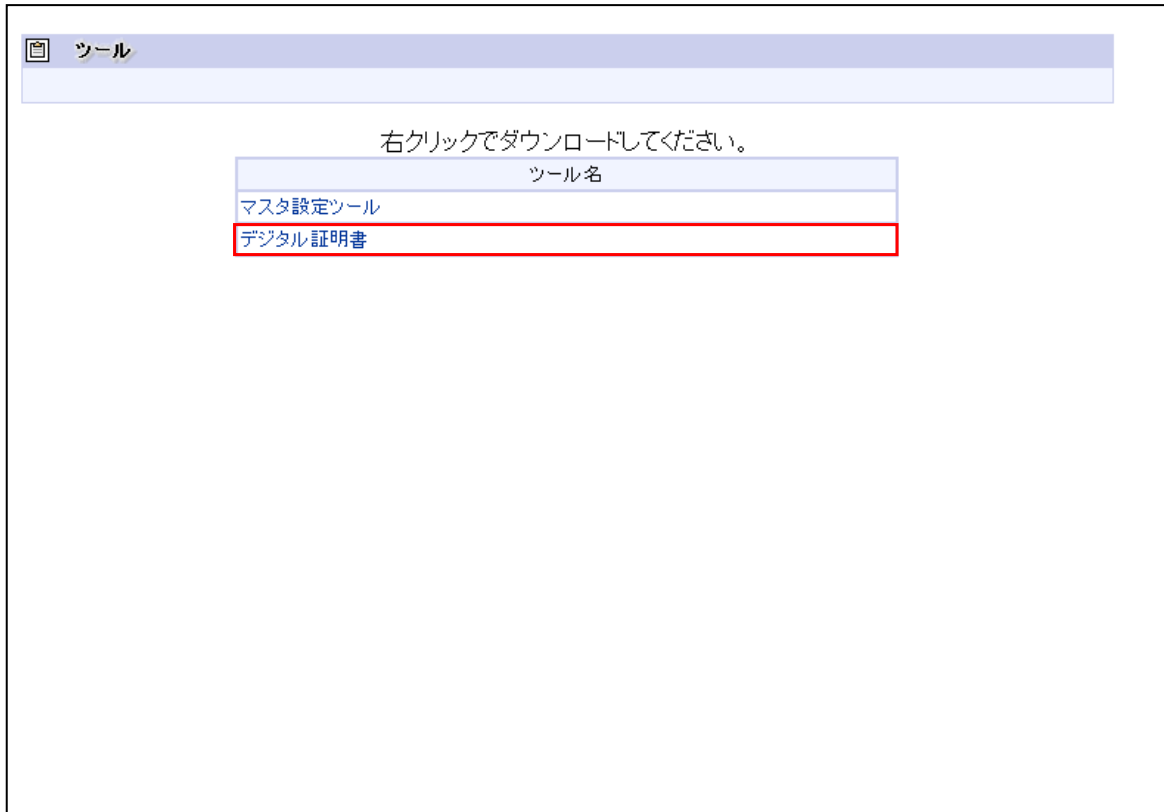 ツール
右クリックでダウンロードしてください。
ツール名
マスタ設定ツール
デジタル証明書